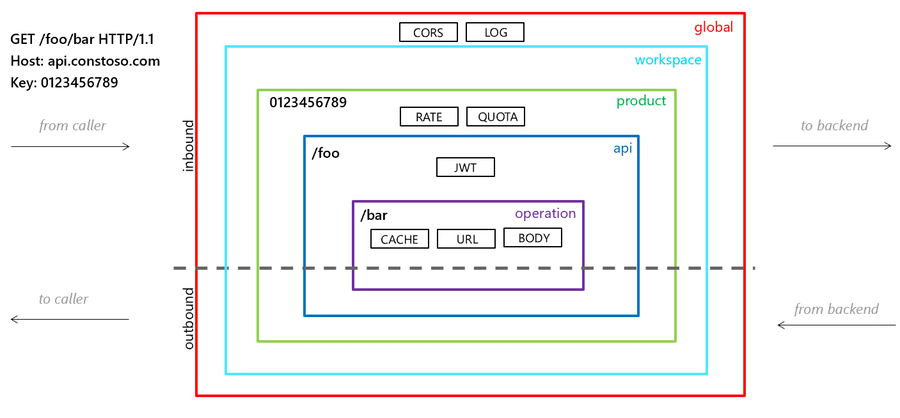 GET /foo/bar HTTP/1.1
Host: api.constoso.com
Key: 0123456789
from caller
inbound
global
CORS
LOG
workspace
product
0123456789
RATE
QUOTA
api
/foo
JWT
operation
/bar
CACHE
URL
BODY
to backend
to caller
outbound
from backend